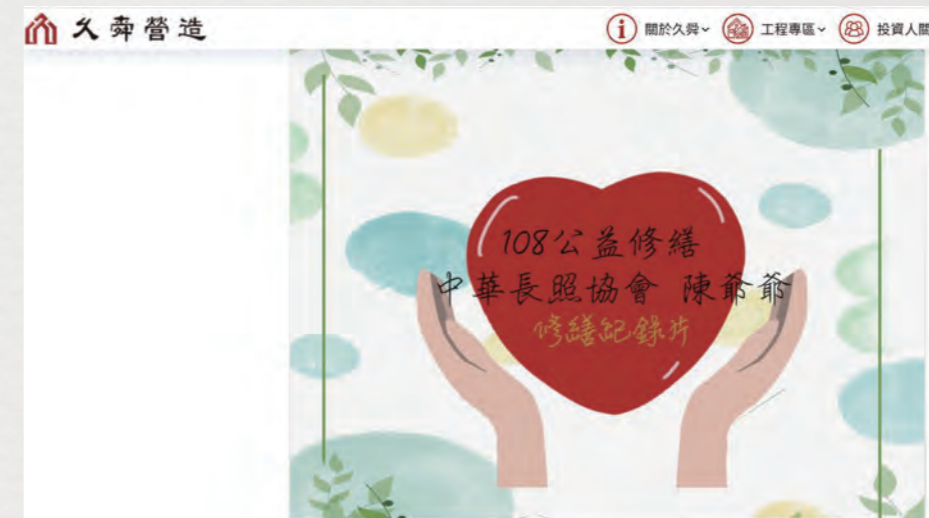 久舜營造
關於久舜
工程專區
投資人關
108公益修繕
中華長照協會 陳爺爺
修繕紀錄片